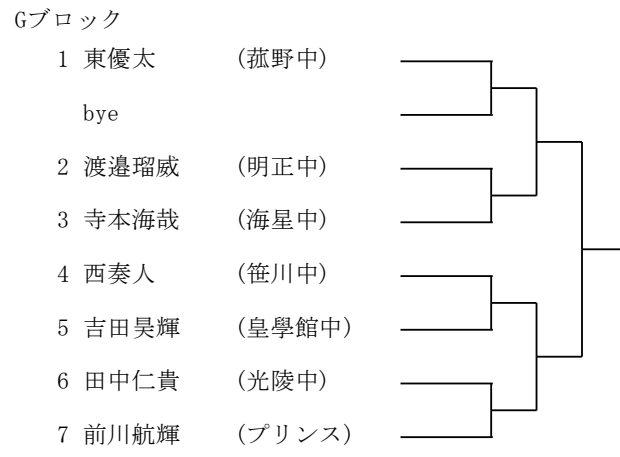 Gブロック
1 東優太 (菰野中)
bye
2 渡邉瑠威 (明正中)
3 寺本海哉 (海星中)
4 西奏人 (笹川中)
5 吉田昊輝 (皇學館中)
6 田中仁貴 (光陵中)
7 前川航輝 (プリンス)